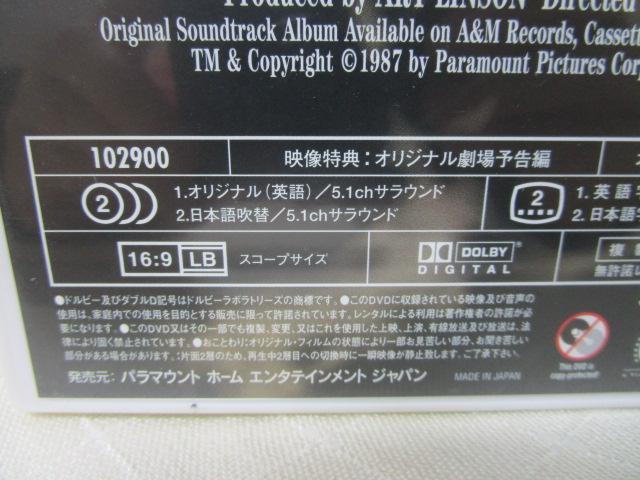 Produced by ART LINSON Directed
Original Soundtrack Album Available on A&M Records, Cassett
TM & Copyright ©1987 by Paramount Pictures Corp
102900
映像特典：オリジナル劇場予告編
2
1.オリジナル（英語）／5.1chサラウンド
2.日本語吹替／5.1chサラウンド
2
1. 英語
2. 日本語
16:9 LB
スコープサイズ
DOLBY
DIGITAL
複
無許諾
●ドルビー及びダブルD記号はドルビーラボラトリーズの商標です。●このDVDに収録されている映像及び音声の
使用は、家庭内での使用を目的とする販売に限って許諾されています。レンタルによる利用は著作権者の許諾が必
要になります。●このDVD又はその一部でも複製、変更、又はこれを使用した上映、上演、有線放送及び放送は、法
律により固く禁止されています。●おことわり：オリジナル・フィルムの状態により一部お見苦しい部分、お聞き苦しい
部分がある場合があります。：片面2層のため、再生中2層目への切換時に一瞬映像が静止致します。ご了承下さい。
発売元：パラマウント ホーム エンタテインメント ジャパン
MADE IN JAPAN
This DVD is
copy-protected!